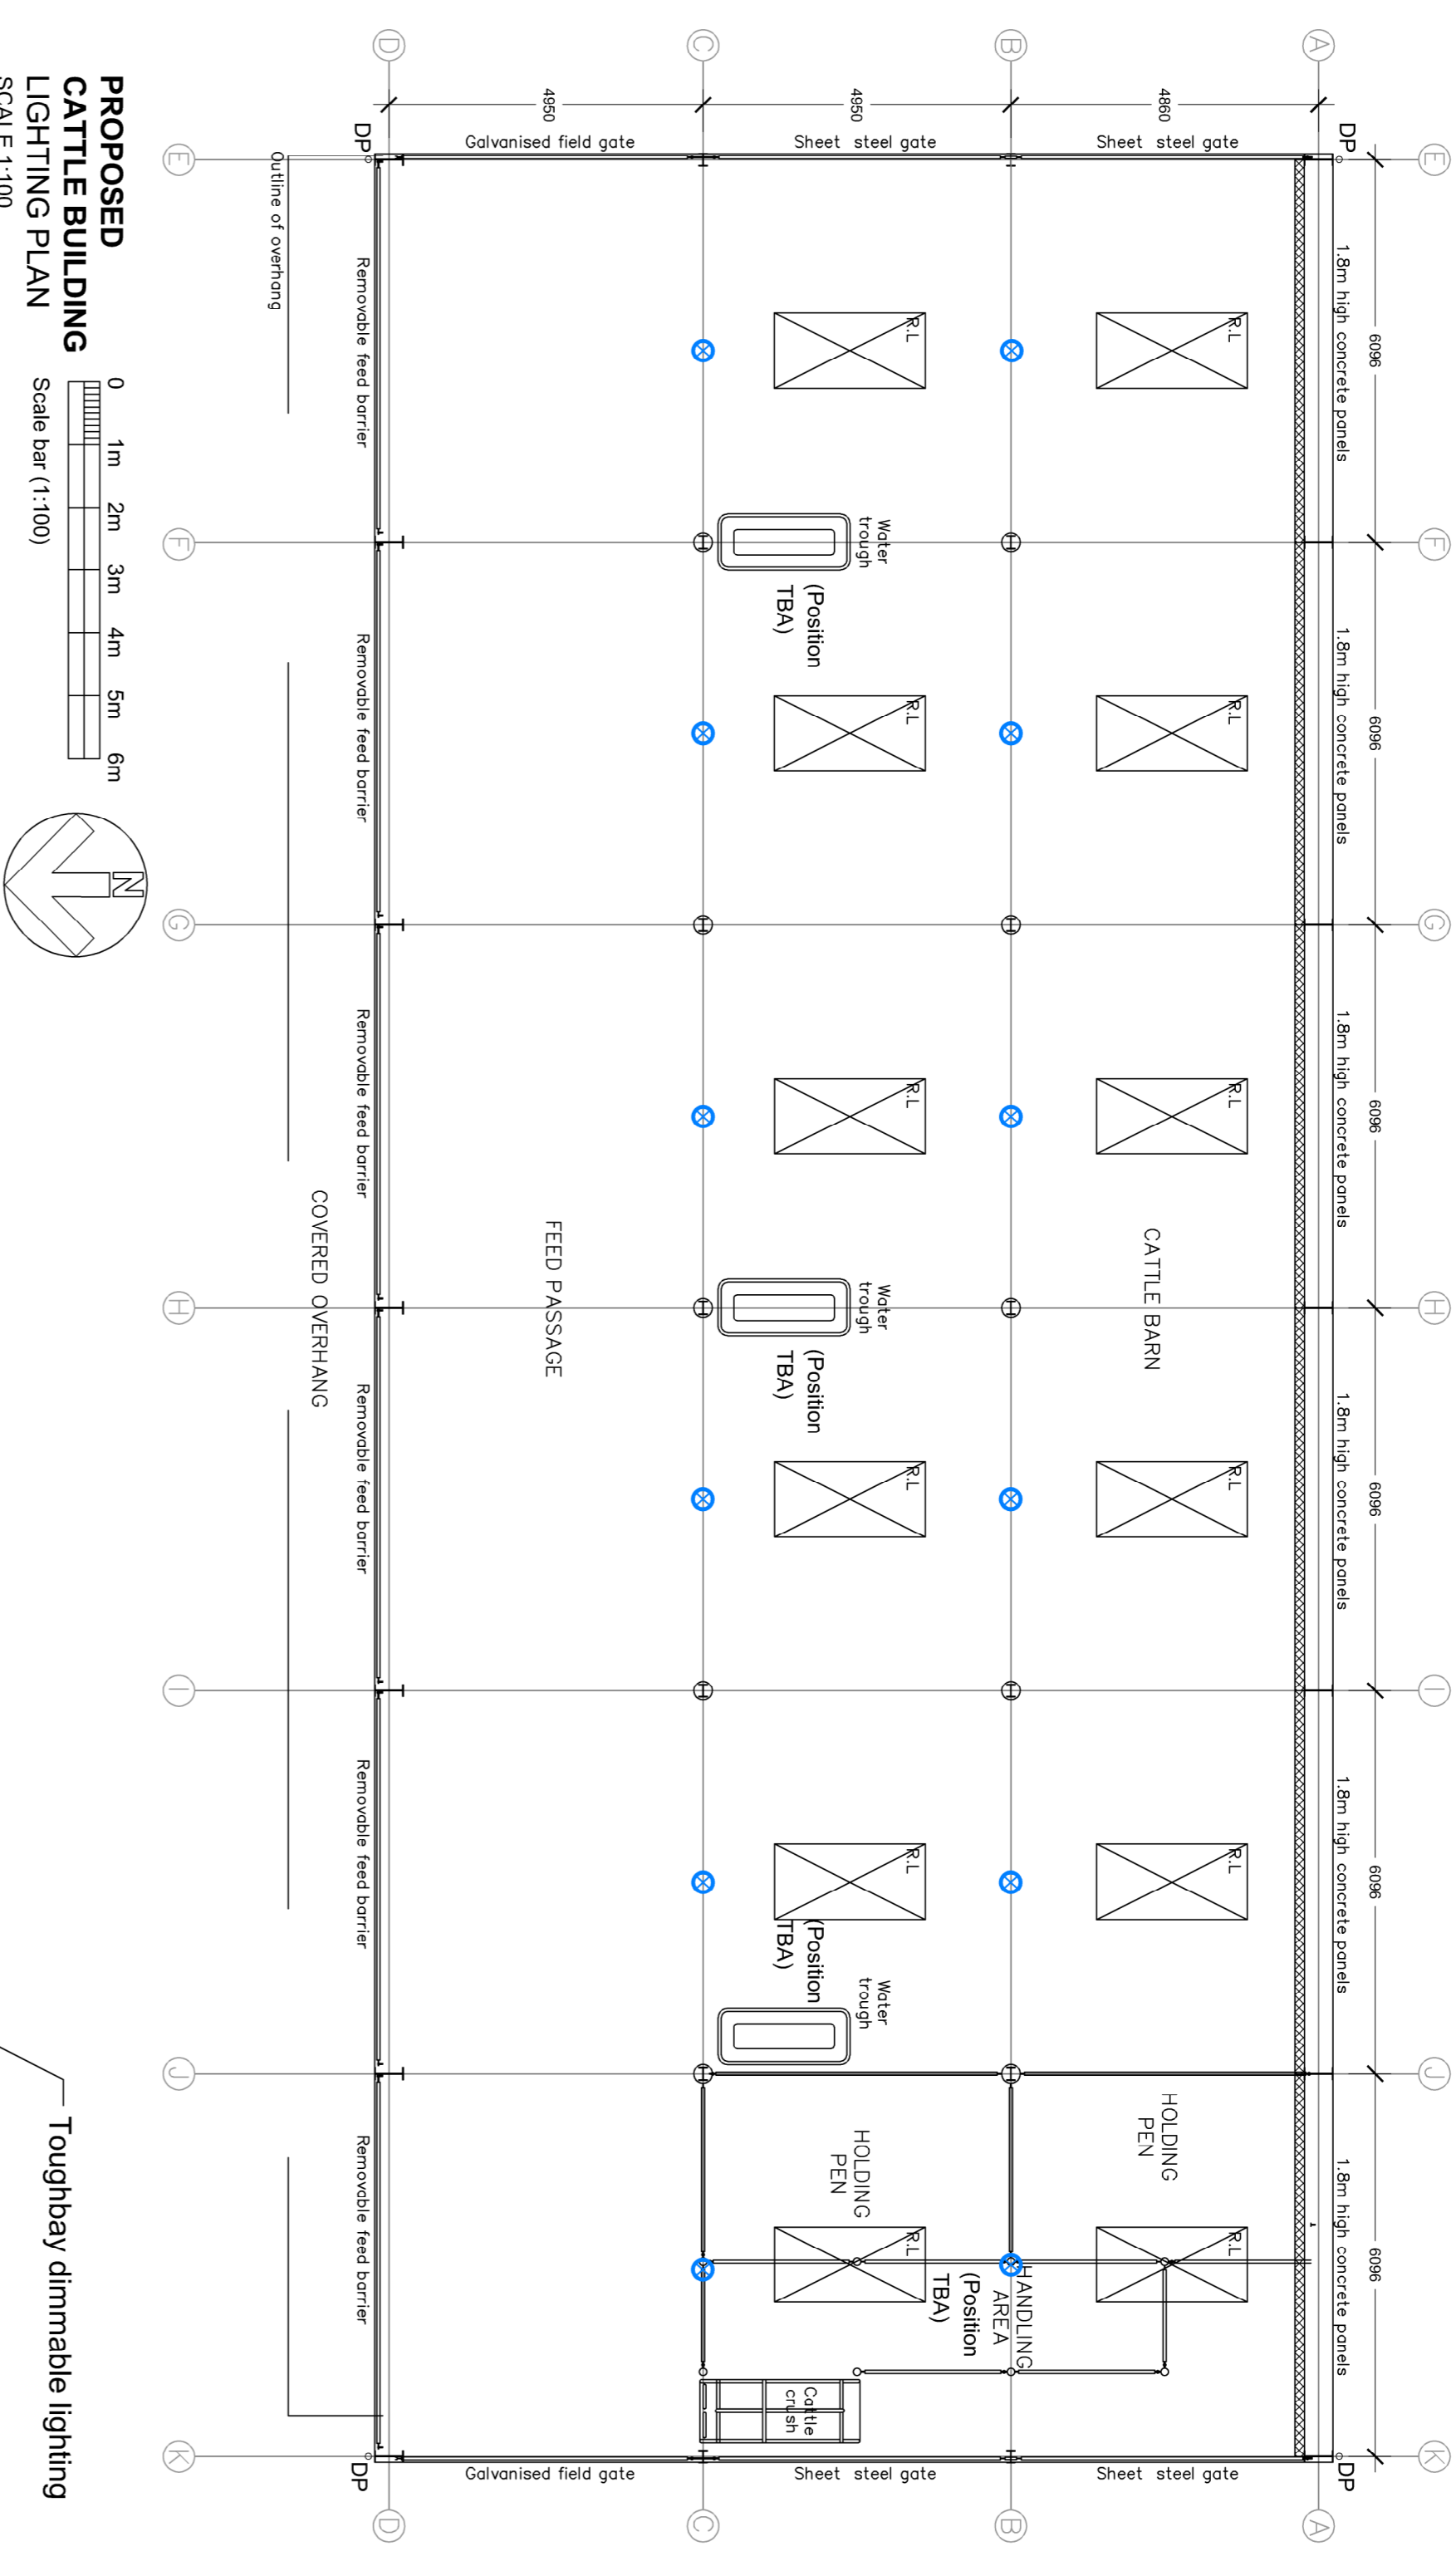 E
F
G
H
I
J
K
6096
6096
6096
6096
6096
6096
DP
1.8m high concrete panels
1.8m high concrete panels
1.8m high concrete panels
1.8m high concrete panels
1.8m high concrete panels
1.8m high concrete panels
DP
A
A
4860
Sheet steel gate
R.L
R.L
R.L
R.L
R.L
R.L
Sheet steel gate
CATTLE BARN
HOLDING
PEN
B
B
HANDLING
AREA
(Position
TBA)
4950
Sheet steel gate
R.L
R.L
R.L
R.L
R.L
R.L
Sheet steel gate
Water
trough
(Position
TBA)
Water
trough
(Position
TBA)
Water
trough
(Position
TBA)
HOLDING
PEN
Cattle
crush
C
C
4950
Galvanised field gate
FEED PASSAGE
Galvanised field gate
D
D
DP
Removable feed barrier
Removable feed barrier
Removable feed barrier
Removable feed barrier
Removable feed barrier
Removable feed barrier
DP
COVERED OVERHANG
Outline of overhang
E
F
G
H
I
J
K
PROPOSED
CATTLE BUILDING
LIGHTING PLAN
SCALE 1:100
0 1m 2m 3m 4m 5m 6m
Scale bar (1:100)
N
Toughbay dimmable lighting